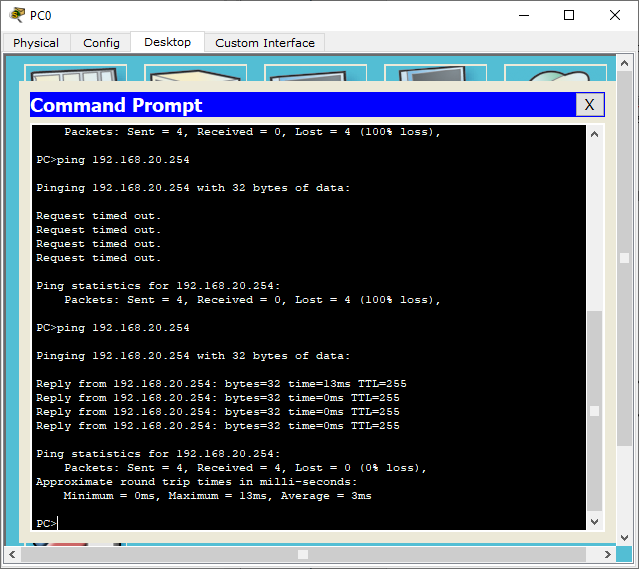 PC0
Physical Config Desktop Custom Interface
Command Prompt X
Packets: Sent = 4, Received = 0, Lost = 4 (100% loss),
PC>ping 192.168.20.254
Pinging 192.168.20.254 with 32 bytes of data:
Request timed out.
Request timed out.
Request timed out.
Request timed out.
Ping statistics for 192.168.20.254:
Packets: Sent = 4, Received = 0, Lost = 4 (100% loss),
PC>ping 192.168.20.254
Pinging 192.168.20.254 with 32 bytes of data:
Reply from 192.168.20.254: bytes=32 time=13ms TTL=255
Reply from 192.168.20.254: bytes=32 time=0ms TTL=255
Reply from 192.168.20.254: bytes=32 time=0ms TTL=255
Reply from 192.168.20.254: bytes=32 time=0ms TTL=255
Ping statistics for 192.168.20.254:
Packets: Sent = 4, Received = 4, Lost = 0 (0% loss),
Approximate round trip times in milli-seconds:
Minimum = 0ms, Maximum = 13ms, Average = 3ms
PC>